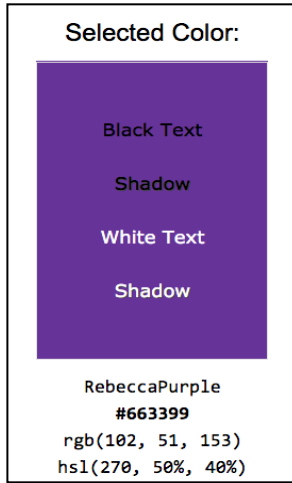 Selected Color:
Black Text
Shadow
White Text
Shadow
RebeccaPurple
#663399
rgb(102, 51, 153)
hsl(270, 50%, 40%)